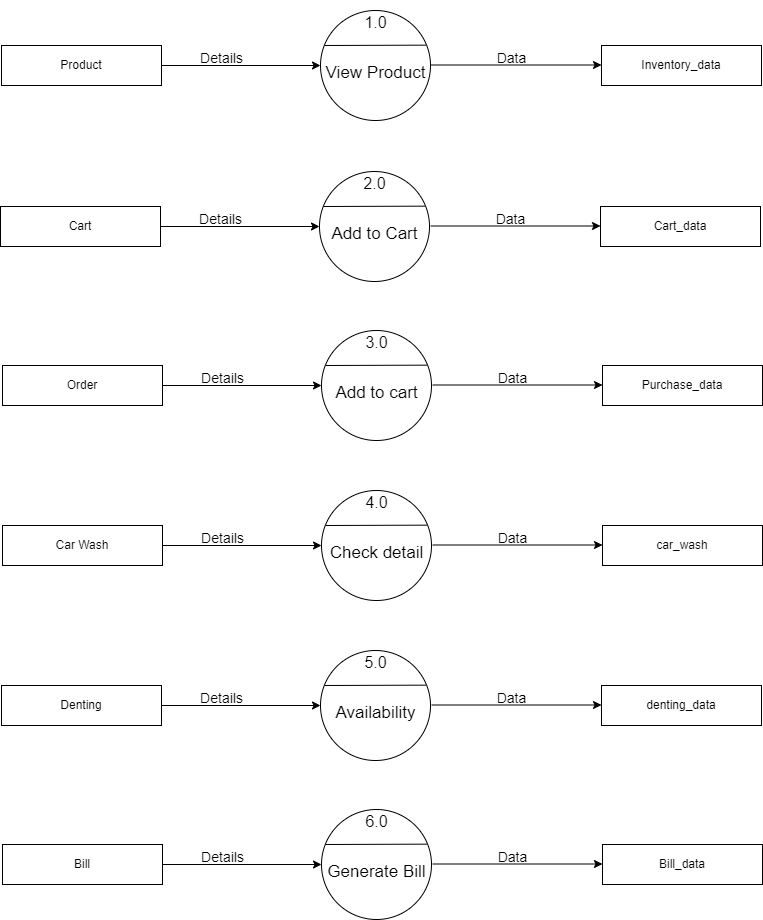 1.0
Product
Details
View Product
Data
Inventory_data
2.0
Cart
Details
Add to Cart
Data
Cart_data
3.0
Order
Details
Add to cart
Data
Purchase_data
4.0
Car Wash
Details
Check detail
Data
car_wash
5.0
Denting
Details
Availability
Data
denting_data
6.0
Bill
Details
Generate Bill
Data
Bill_data